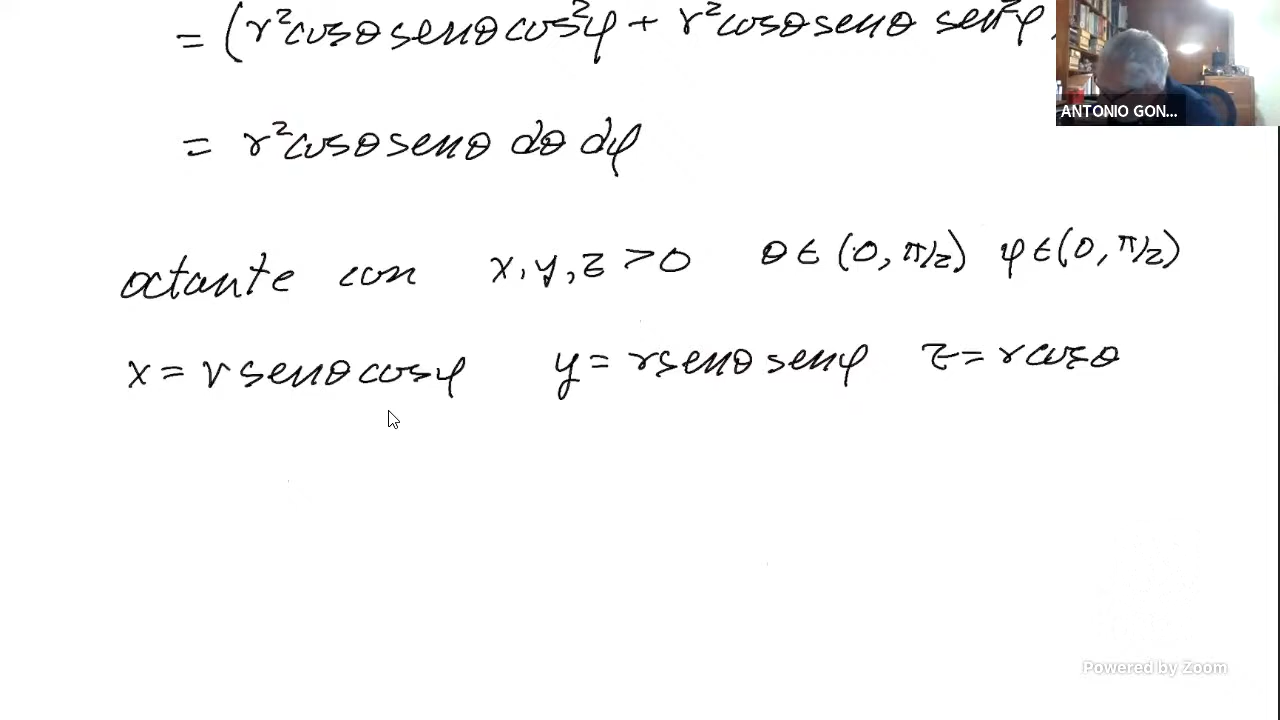 = (r²cosθ senθ cos²φ + r²cosθ senθ sen²φ
ANTONIO GON...
= r²cosθ senθ dθ dφ
octante con x, y, z > 0 θ ∈ (0, π/2) φ ∈ (0, π/2)
x = r senθ cosφ y = r senθ senφ z = r cosθ
Powered by Zoom